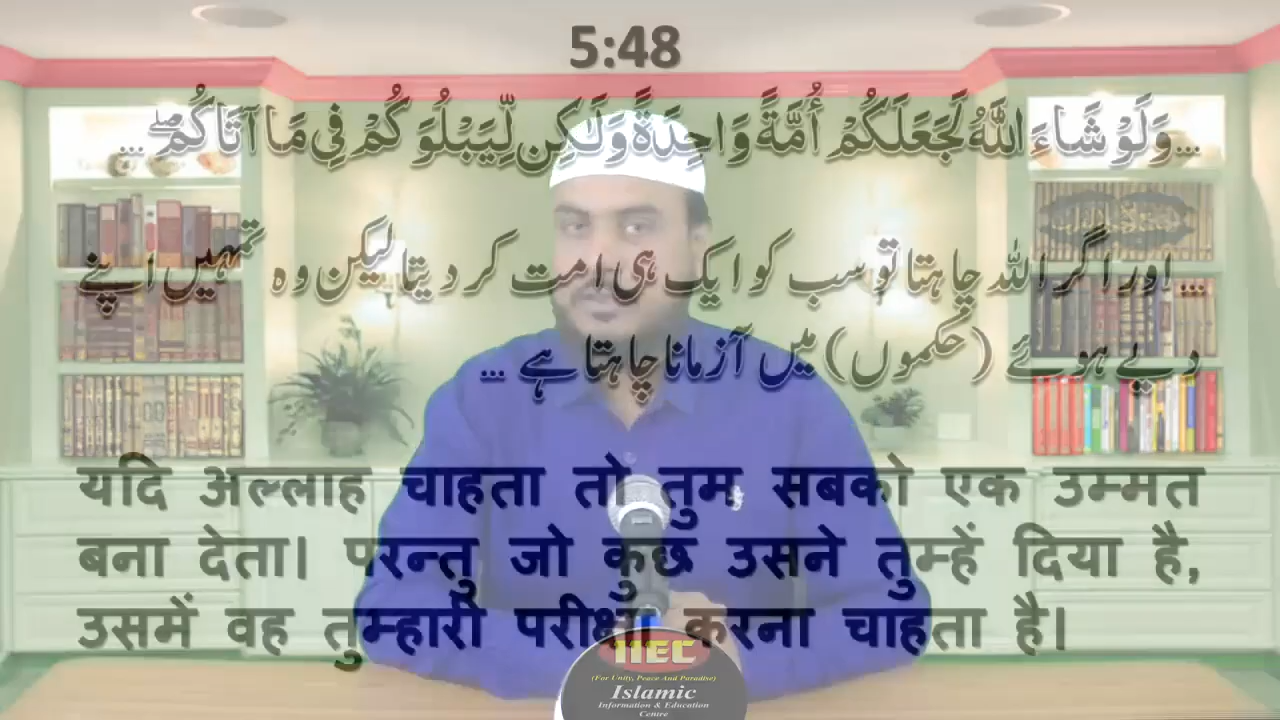 5:48
...وَلَوْ شَاءَ اللّٰهُ لَجَعَلَكُمْ أُمَّةً وَاحِدَةً وَلَكِن لِّيَبْلُوَكُمْ فِي مَا آتَاكُمْ ۖ ...
... اور اگر اللہ چاہتا تو سب کو ایک ہی امت کر دیتا لیکن وہ تمہیں اپنے
دیے ہوئے (حکموں) میں آزمانا چاہتا ہے ...
यदि अल्लाह चाहता तो तुम सबको एक उम्मत
बना देता। परन्तु जो कुछ उसने तुम्हें दिया है,
उसमें वह तुम्हारी परीक्षा करना चाहता है।
IIEC
(For Unity, Peace And Paradise)
Islamic
Information & Education
Centre